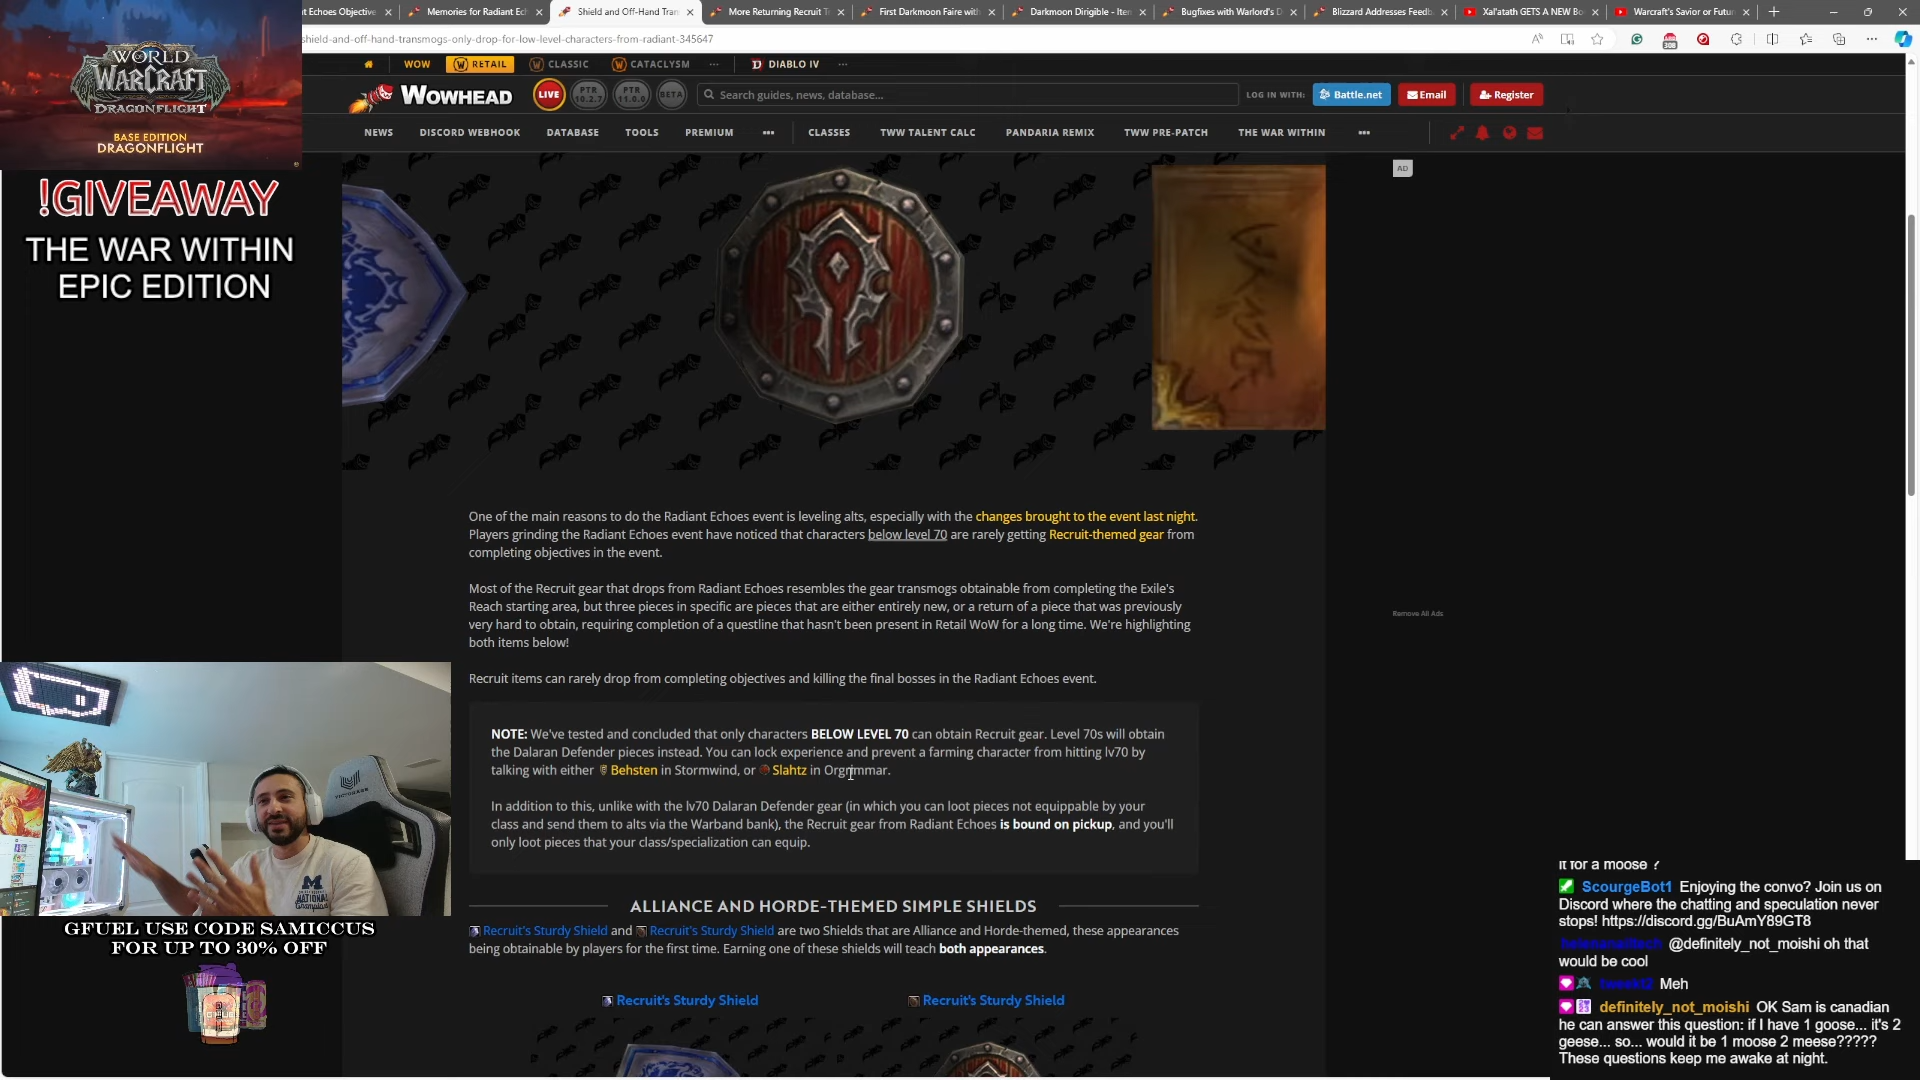 WORLD
WARCRAFT
DRAGONFLIGHT
BASE EDITION
DRAGONFLIGHT
!GIVEAWAY
THE WAR WITHIN
EPIC EDITION
t Echoes Objective
Memories for Radiant Ech
Shield and Off-Hand Tran
More Returning Recruit T
First Darkmoon Faire with
Darkmoon Dirigible - Iten
Bugfixes with Warlord's D
Blizzard Addresses Feedb
Xal'atath GETS A NEW Bo
Warcraft's Savior or Futur
shield-and-off-hand-transmogs-only-drop-for-low-level-characters-from-radiant-345647
WOW
RETAIL
CLASSIC
CATACLYSM
DIABLO IV
WOWHEAD
LIVE
PTR 10.2.7
PTR 11.0.0
BETA
Search guides, news, database...
LOG IN WITH:
Battle.net
Email
Register
NEWS
DISCORD WEBHOOK
DATABASE
TOOLS
PREMIUM
CLASSES
TWW TALENT CALC
PANDARIA REMIX
TWW PRE-PATCH
THE WAR WITHIN
AD
One of the main reasons to do the Radiant Echoes event is leveling alts, especially with the changes brought to the event last night.
Players grinding the Radiant Echoes event have noticed that characters below level 70 are rarely getting Recruit-themed gear from
completing objectives in the event.
Most of the Recruit gear that drops from Radiant Echoes resembles the gear transmogs obtainable from completing the Exile's
Reach starting area, but three pieces in specific are pieces that are either entirely new, or a return of a piece that was previously
very hard to obtain, requiring completion of a questline that hasn't been present in Retail WoW for a long time. We're highlighting
both items below!
Remove All Ads
Recruit items can rarely drop from completing objectives and killing the final bosses in the Radiant Echoes event.
NOTE: We've tested and concluded that only characters BELOW LEVEL 70 can obtain Recruit gear. Level 70s will obtain
the Dalaran Defender pieces instead. You can lock experience and prevent a farming character from hitting lv70 by
talking with either Behsten in Stormwind, or Slahtz in Orgrimmar.
In addition to this, unlike with the lv70 Dalaran Defender gear (in which you can loot pieces not equippable by your
class and send them to alts via the Warband bank), the Recruit gear from Radiant Echoes is bound on pickup, and you'll
only loot pieces that your class/specialization can equip.
ALLIANCE AND HORDE-THEMED SIMPLE SHIELDS
Recruit's Sturdy Shield and Recruit's Sturdy Shield are two Shields that are Alliance and Horde-themed, these appearances
being obtainable by players for the first time. Earning one of these shields will teach both appearances.
Recruit's Sturdy Shield
Recruit's Sturdy Shield
GFUEL USE CODE SAMICCUS
FOR UP TO 30% OFF
it for a moose ?
ScourgeBot1 Enjoying the convo? Join us on
Discord where the chatting and speculation never
stops! https://discord.gg/BuAmY89GT8
@definitely_not_moishi oh that
would be cool
Meh
definitely_not_moishi OK Sam is canadian
he can answer this question: if I have 1 goose... it's 2
geese... so... would it be 1 moose 2 meese?????
These questions keep me awake at night.